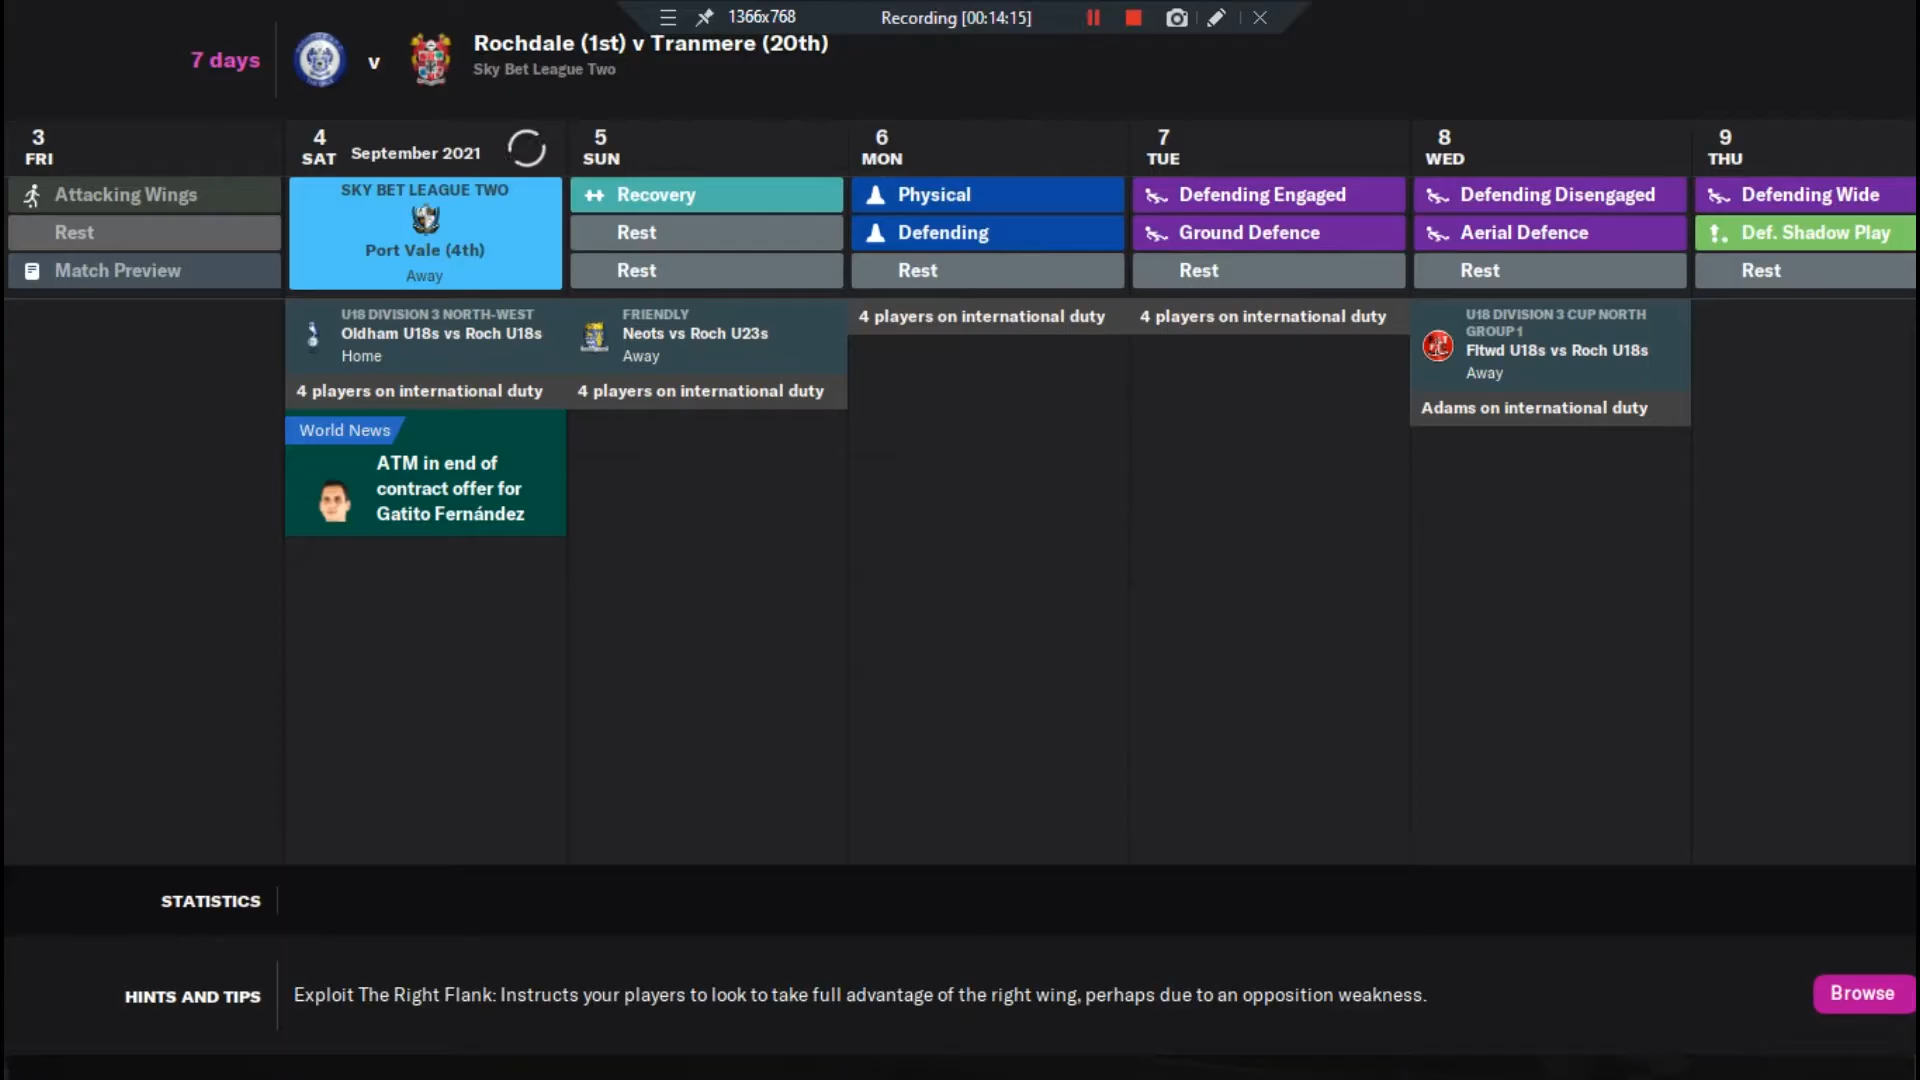 1366x768
Recording [00:14:15]
7 days
v
Rochdale (1st) v Tranmere (20th)
Sky Bet League Two
3
FRI
4
SAT
September 2021
5
SUN
6
MON
7
TUE
8
WED
9
THU
Attacking Wings
Rest
Match Preview
SKY BET LEAGUE TWO
Port Vale (4th)
Away
Recovery
Rest
Rest
Physical
Defending
Rest
Defending Engaged
Ground Defence
Rest
Defending Disengaged
Aerial Defence
Rest
Defending Wide
Def. Shadow Play
Rest
U18 DIVISION 3 NORTH-WEST
Oldham U18s vs Roch U18s
Home
4 players on international duty
FRIENDLY
Neots vs Roch U23s
Away
4 players on international duty
4 players on international duty
4 players on international duty
U18 DIVISION 3 CUP NORTH
GROUP 1
Fltwd U18s vs Roch U18s
Away
Adams on international duty
World News
ATM in end of
contract offer for
Gatito Fernández
STATISTICS
HINTS AND TIPS
Exploit The Right Flank: Instructs your players to look to take full advantage of the right wing, perhaps due to an opposition weakness.
Browse